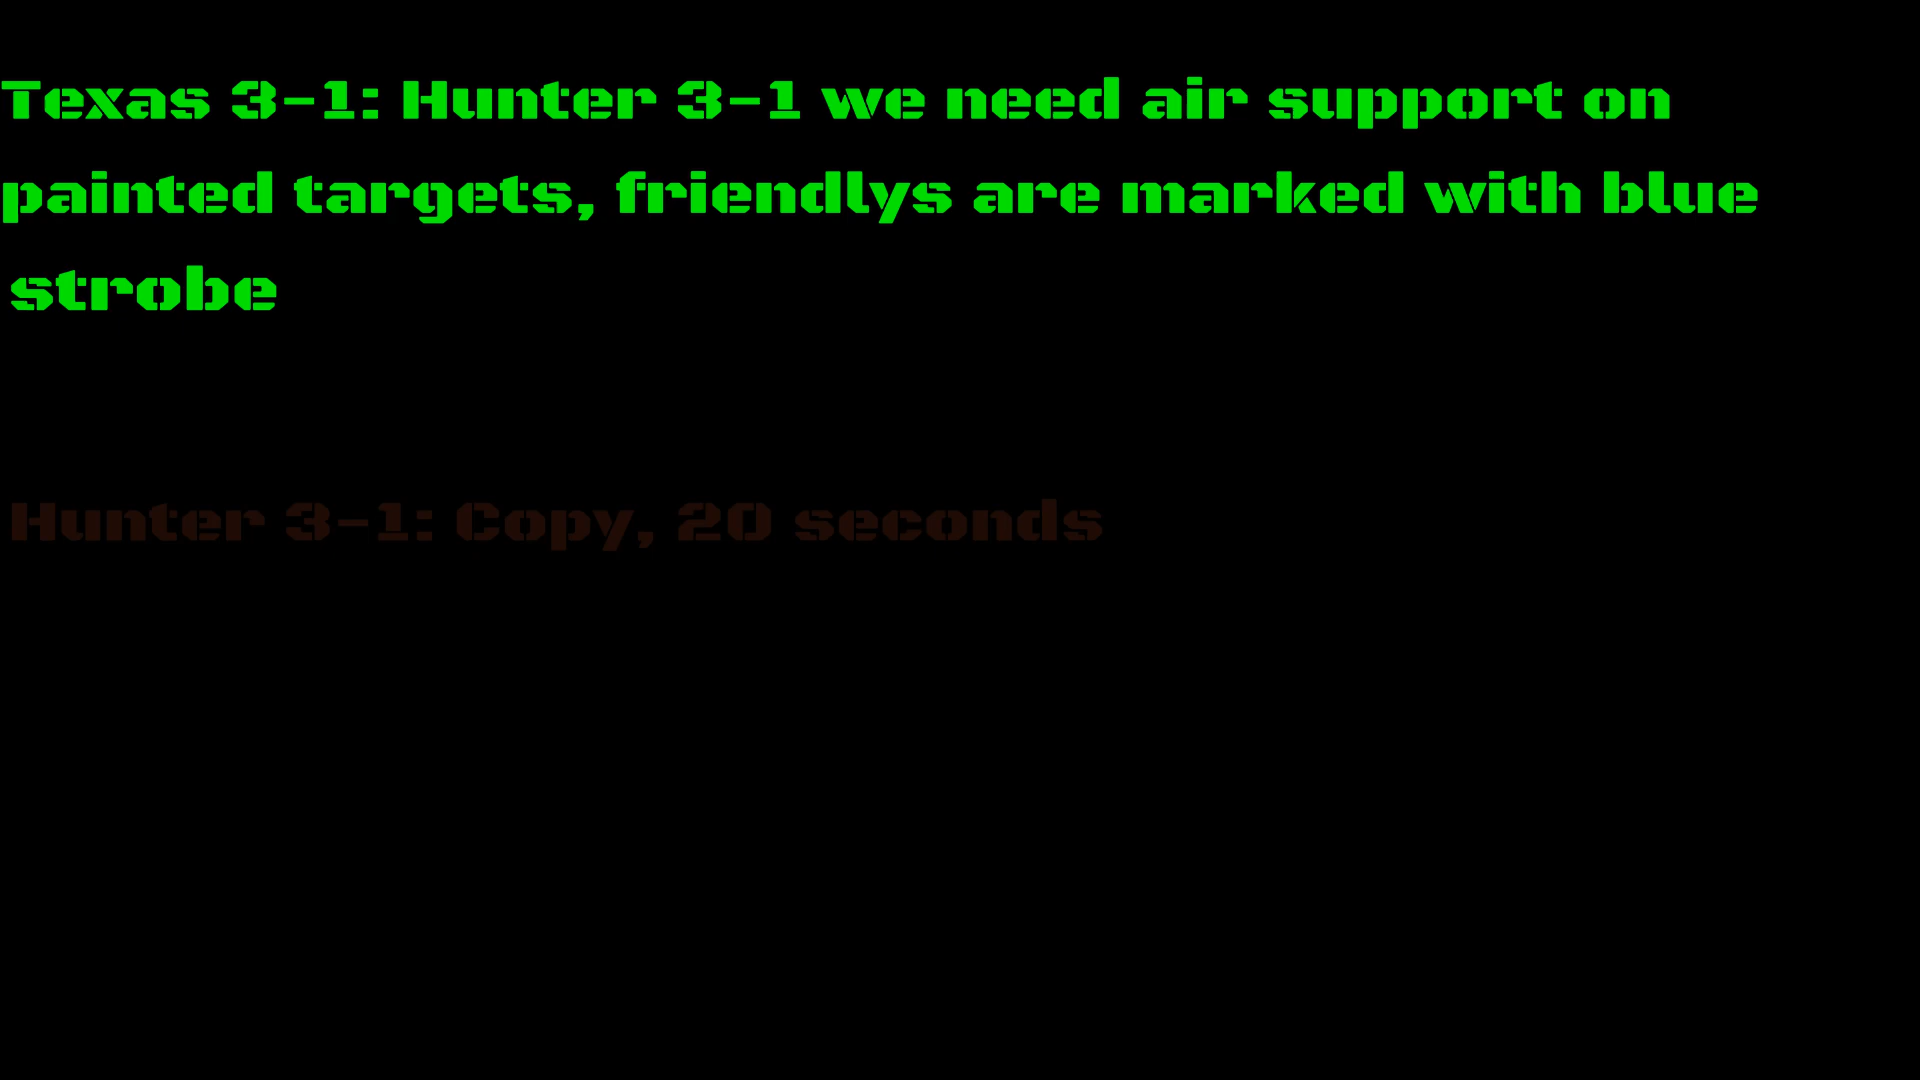 Texas 3-1: Hunter 3-1 we need air support on
painted targets, friendlys are marked with blue
strobe
Hunter 3-1: Copy, 20 seconds